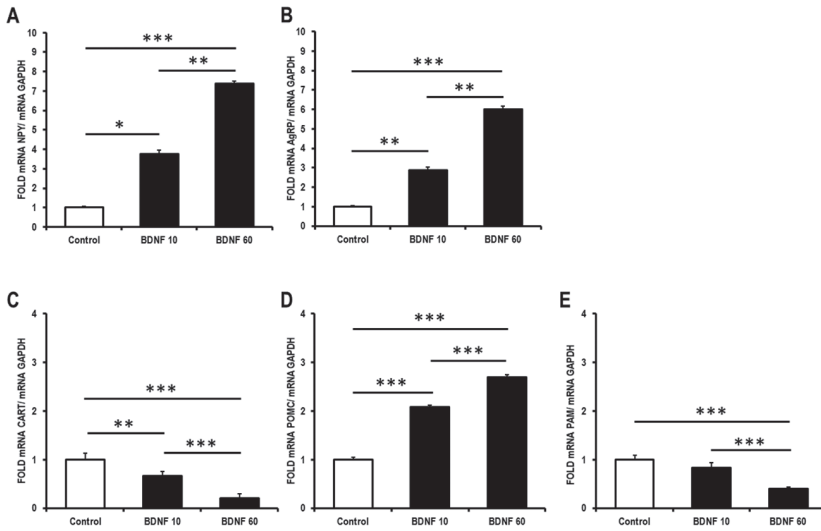 A
FOLD mRNA NPY/ mRNA GAPDH
10
9
8
7
6
5
4
3
2
1
0
***
**
*
Control
BDNF 10
BDNF 60
B
FOLD mRNA AgRP/ mRNA GAPDH
10
9
8
7
6
5
4
3
2
1
0
***
**
**
Control
BDNF 10
BDNF 60
C
FOLD mRNA CART/ mRNA GAPDH
4
3
2
1
0
***
**
***
Control
BDNF 10
BDNF 60
D
FOLD mRNA POMC/ mRNA GAPDH
4
3
2
1
0
***
***
***
Control
BDNF 10
BDNF 60
E
FOLD mRNA PAM/ mRNA GAPDH
4
3
2
1
0
***
***
Control
BDNF 10
BDNF 60